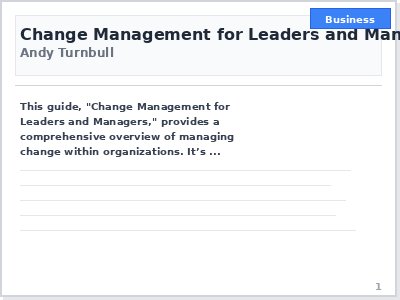 Business
Change Management for Leaders and Man
Andy Turnbull
This guide, "Change Management for
Leaders and Managers," provides a
comprehensive overview of managing
change within organizations. It’s ...
1